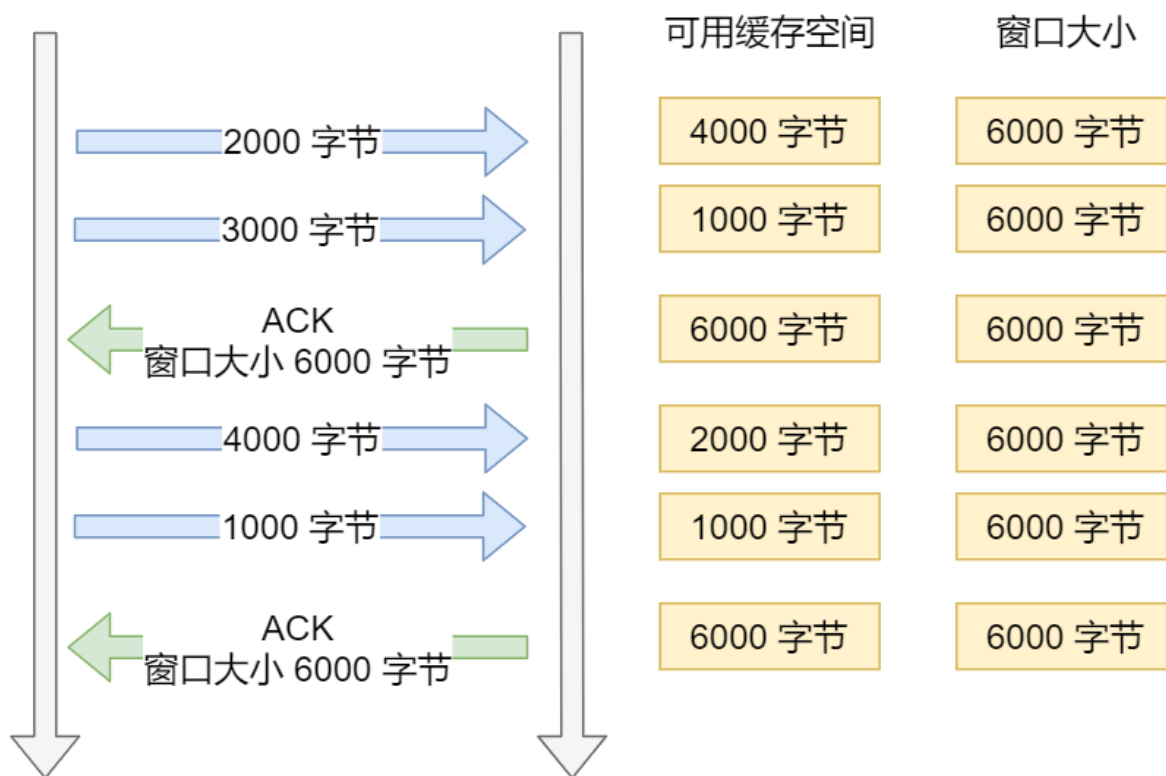 可用缓存空间 窗口大小
2000 字节 4000 字节 6000 字节
3000 字节 1000 字节 6000 字节
ACK
窗口大小 6000 字节 6000 字节 6000 字节
4000 字节 2000 字节 6000 字节
1000 字节 1000 字节 6000 字节
ACK
窗口大小 6000 字节 6000 字节 6000 字节